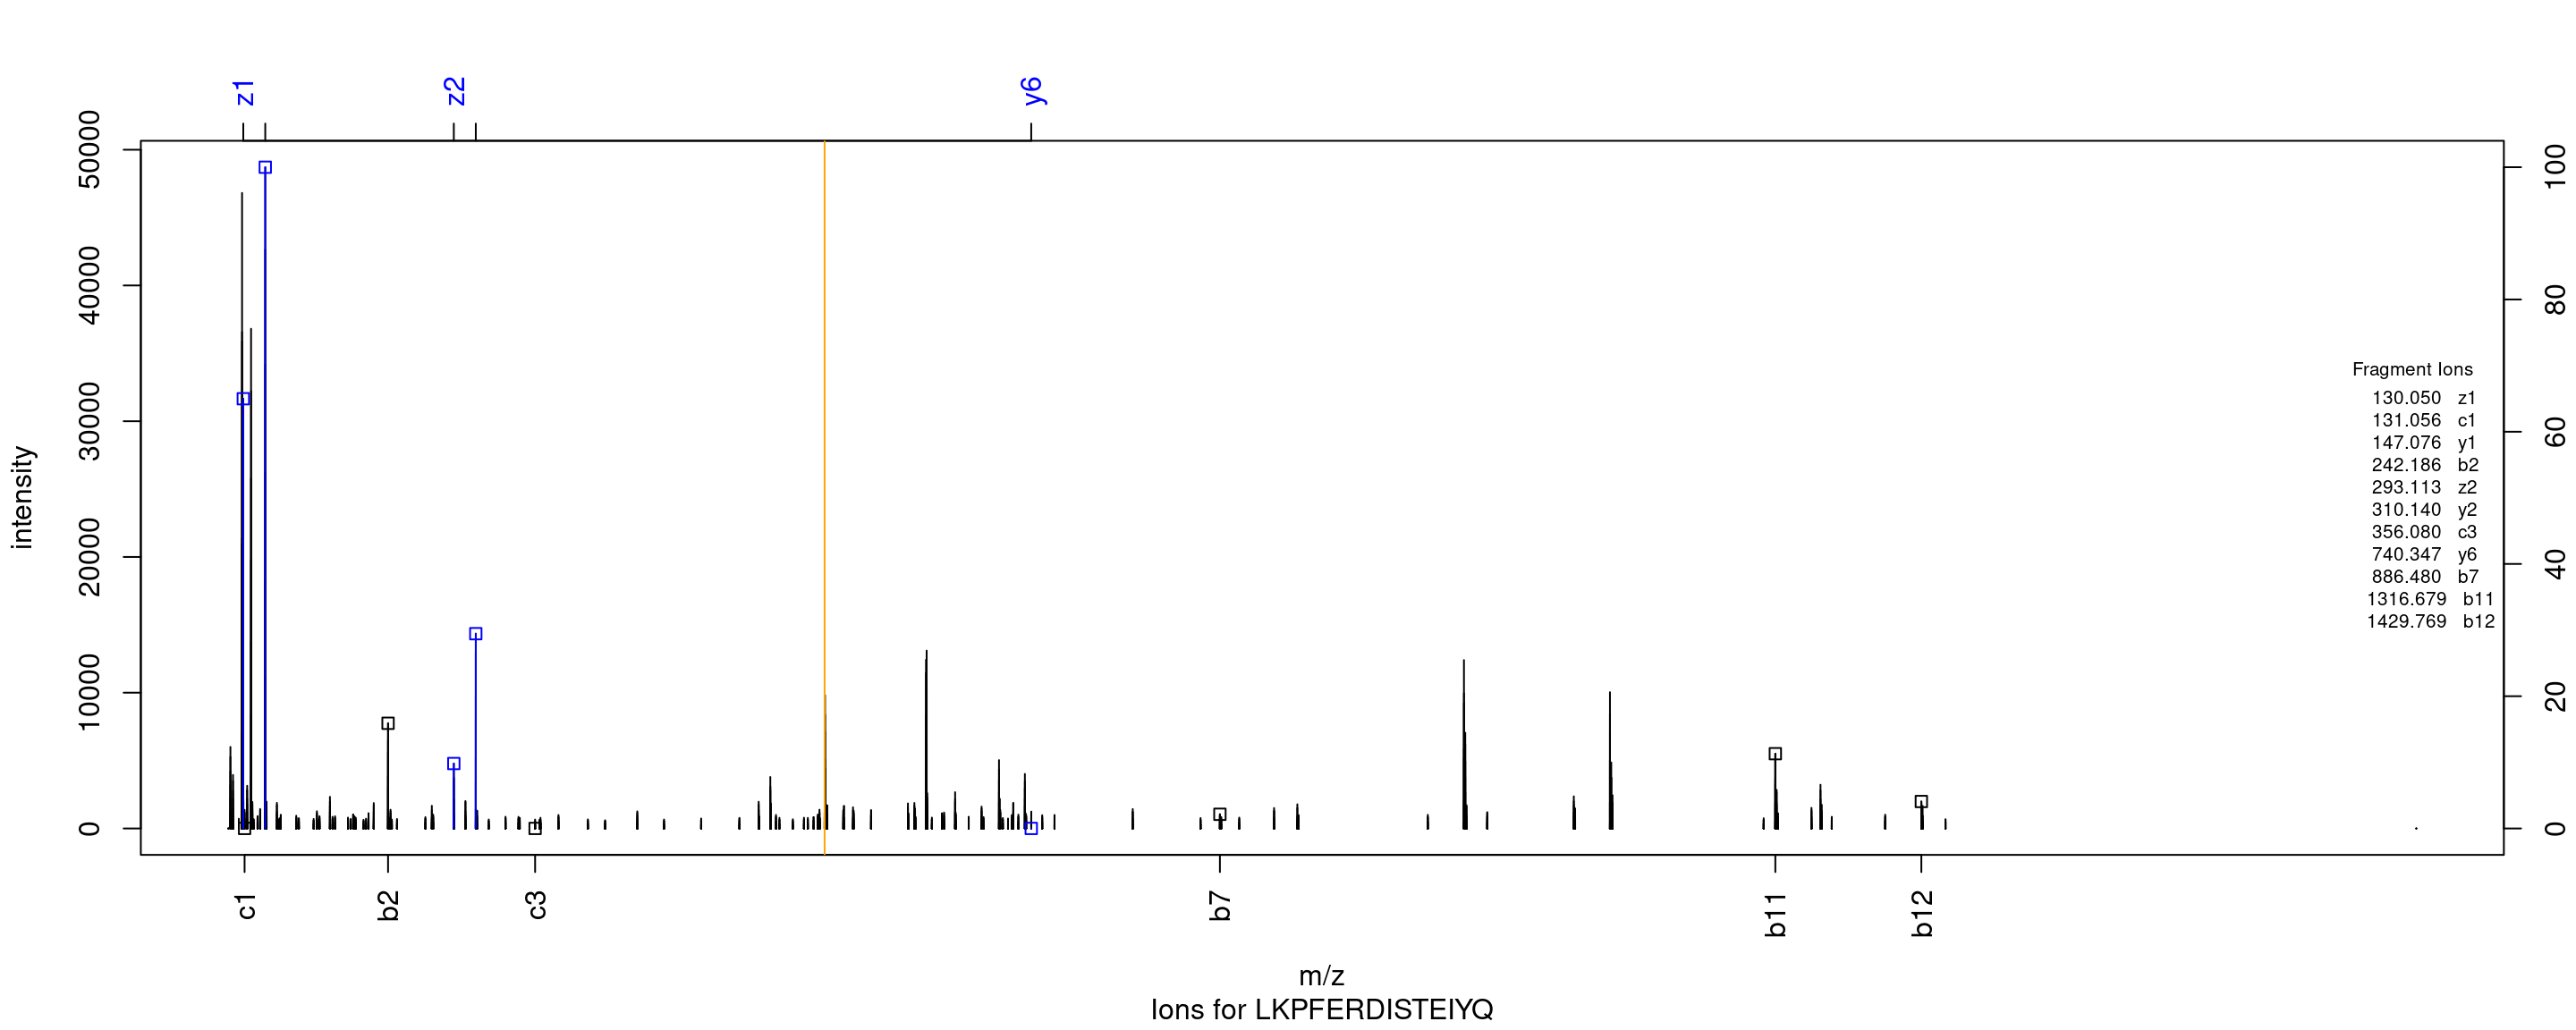 z1 z2 y6
50000
40000
30000
20000
10000
0
intensity
100
80
60
40
20
0
Fragment Ions
130.050 z1
131.056 c1
147.076 y1
242.186 b2
293.113 z2
310.140 y2
356.080 c3
740.347 y6
886.480 b7
1316.679 b11
1429.769 b12
c1 b2 c3 b7 b11 b12
m/z
Ions for LKPFERDISTEIYQ